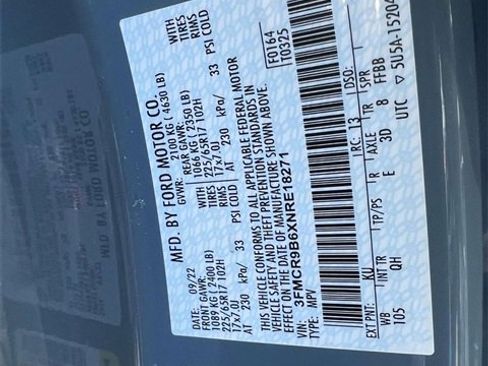 MFD. BY FORD MOTOR CO.
DATE: 09/22
GVWR:
2100 KG ( 4630 LB)
FRONT GAWR:
1089 KG ( 2400 LB)
225/65R17 102H
17x7.0J
AT 230 kPa/ 33
REAR GAWR:
1066 KG ( 2350 LB)
WITH
225/65R17 102H
TIRES
17x7.0J
RIMS
AT 230 kPa/ 33 PSI COLD
WITH
TIRES
RIMS
PSI COLD
THIS VEHICLE CONFORMS TO ALL APPLICABLE FEDERAL MOTOR
VEHICLE SAFETY AND THEFT PREVENTION STANDARDS IN
EFFECT ON THE DATE OF MANUFACTURE SHOWN ABOVE.
F0164
T0325
VIN: 3FMCR9B6XNRE18271
TYPE: MPV
EXT PNT: KU RC: 13 DSO:
WB INT TR TP/PS R AXLE TR SPR
105 QH E 3D 8 FFBB
UTC ▽ 5U5A-15204